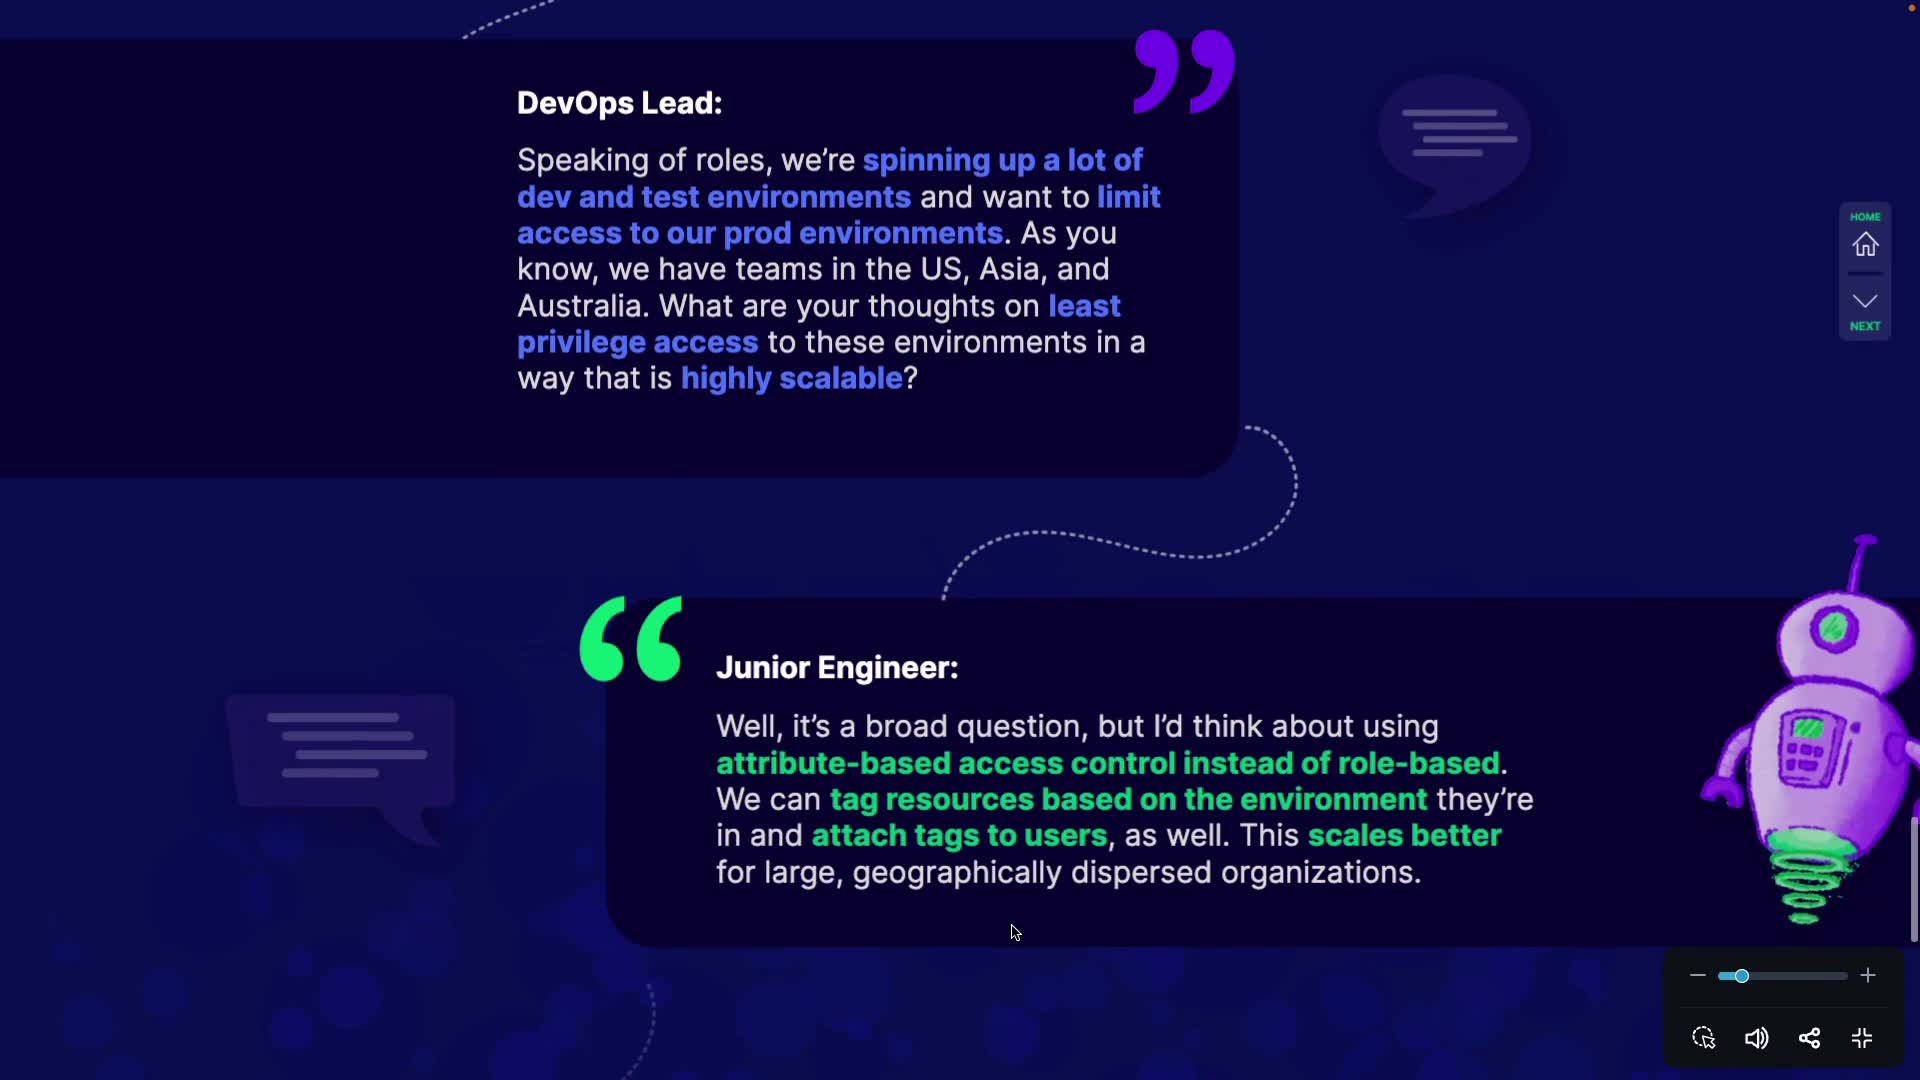 DevOps Lead:
Speaking of roles, we’re spinning up a lot of
dev and test environments and want to limit
access to our prod environments. As you
know, we have teams in the US, Asia, and
Australia. What are your thoughts on least
privilege access to these environments in a
way that is highly scalable?
HOME
NEXT
Junior Engineer:
Well, it’s a broad question, but I’d think about using
attribute-based access control instead of role-based.
We can tag resources based on the environment they’re
in and attach tags to users, as well. This scales better
for large, geographically dispersed organizations.